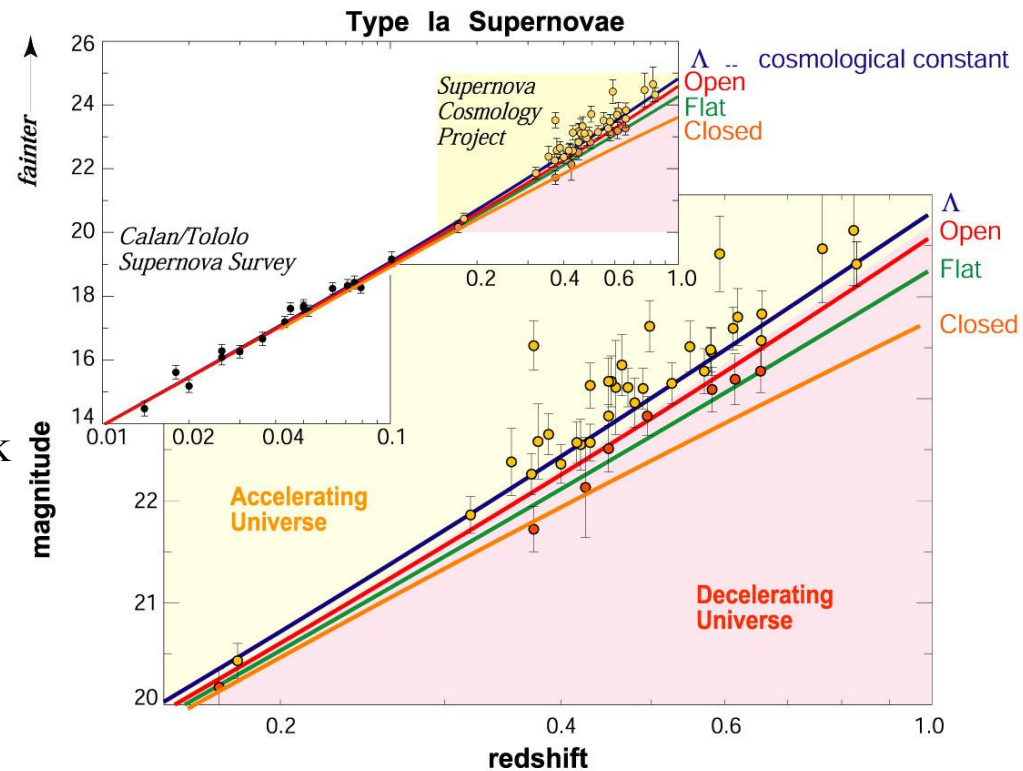 Type Ia Supernovae
fainter
26
24
22
20
18
16
14
Supernova
Cosmology
Project
Calan/Tololo
Supernova Survey
Λ -- cosmological constant
Open
Flat
Closed
0.2
0.4
0.6
1.0
0.01
0.02
0.04
0.1
k
magnitude
Λ
Open
Flat
Closed
Accelerating
Universe
Decelerating
Universe
22
21
20
0.2
0.4
0.6
1.0
redshift